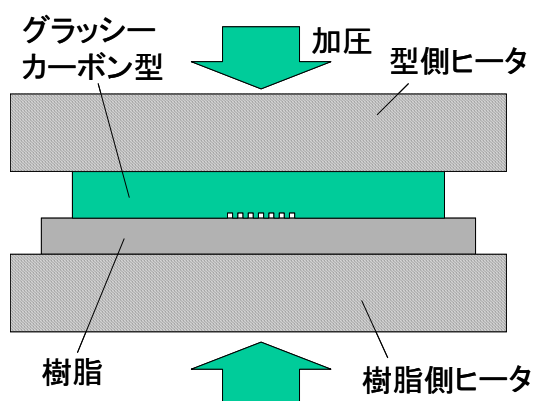 グラッシー
カーボン型
加圧
型側ヒータ
樹脂
樹脂側ヒータ